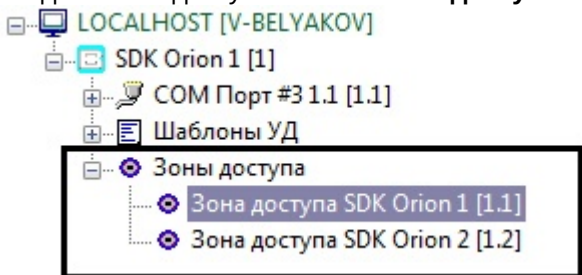 LOCALHOST [V-BELYAKOV]
SDK Orion 1 [1]
COM Порт #3 1.1 [1.1]
Шаблоны УД
Зоны доступа
Зона доступа SDK Orion 1 [1.1]
Зона доступа SDK Orion 2 [1.2]